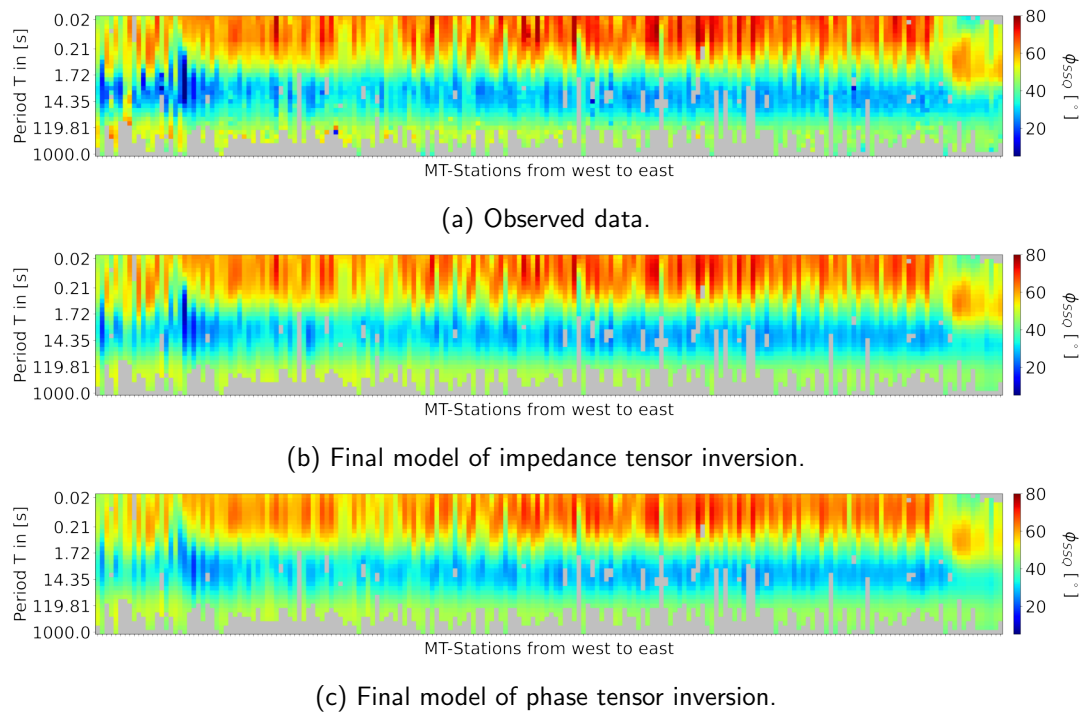 0.02
0.21
1.72
14.35
119.81
1000.0
Period T in [s]
MT-Stations from west to east
80
60
40
20
ϕSSQ [°]
(a) Observed data.
0.02
0.21
1.72
14.35
119.81
1000.0
Period T in [s]
MT-Stations from west to east
80
60
40
20
ϕSSQ [°]
(b) Final model of impedance tensor inversion.
0.02
0.21
1.72
14.35
119.81
1000.0
Period T in [s]
MT-Stations from west to east
80
60
40
20
ϕSSQ [°]
(c) Final model of phase tensor inversion.